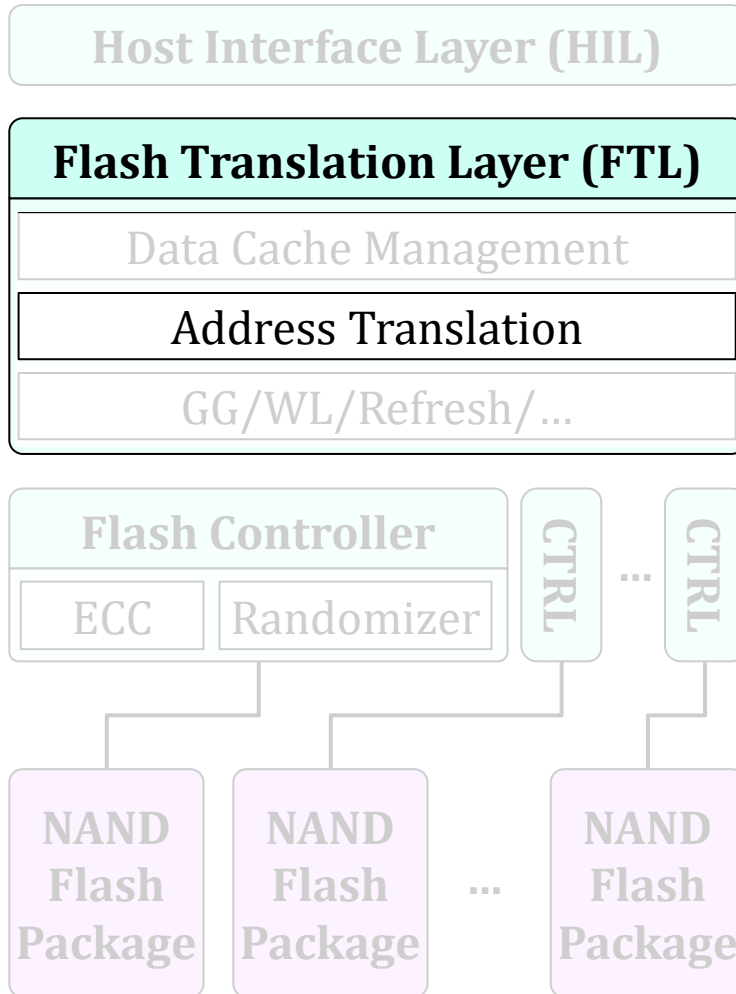 Host Interface Layer (HIL)
Flash Translation Layer (FTL)
Data Cache Management
Address Translation
GG/WL/Refresh/...
Flash Controller
ECC
Randomizer
CTRL
...
CTRL
NAND
Flash
Package
NAND
Flash
Package
...
NAND
Flash
Package